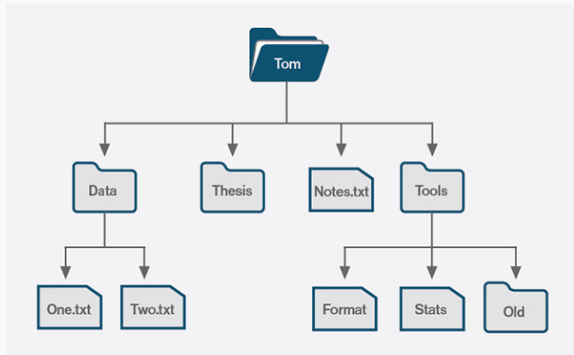 Tom
Data
Thesis
Notes.txt
Tools
One.txt
Two.txt
Format
Stats
Old